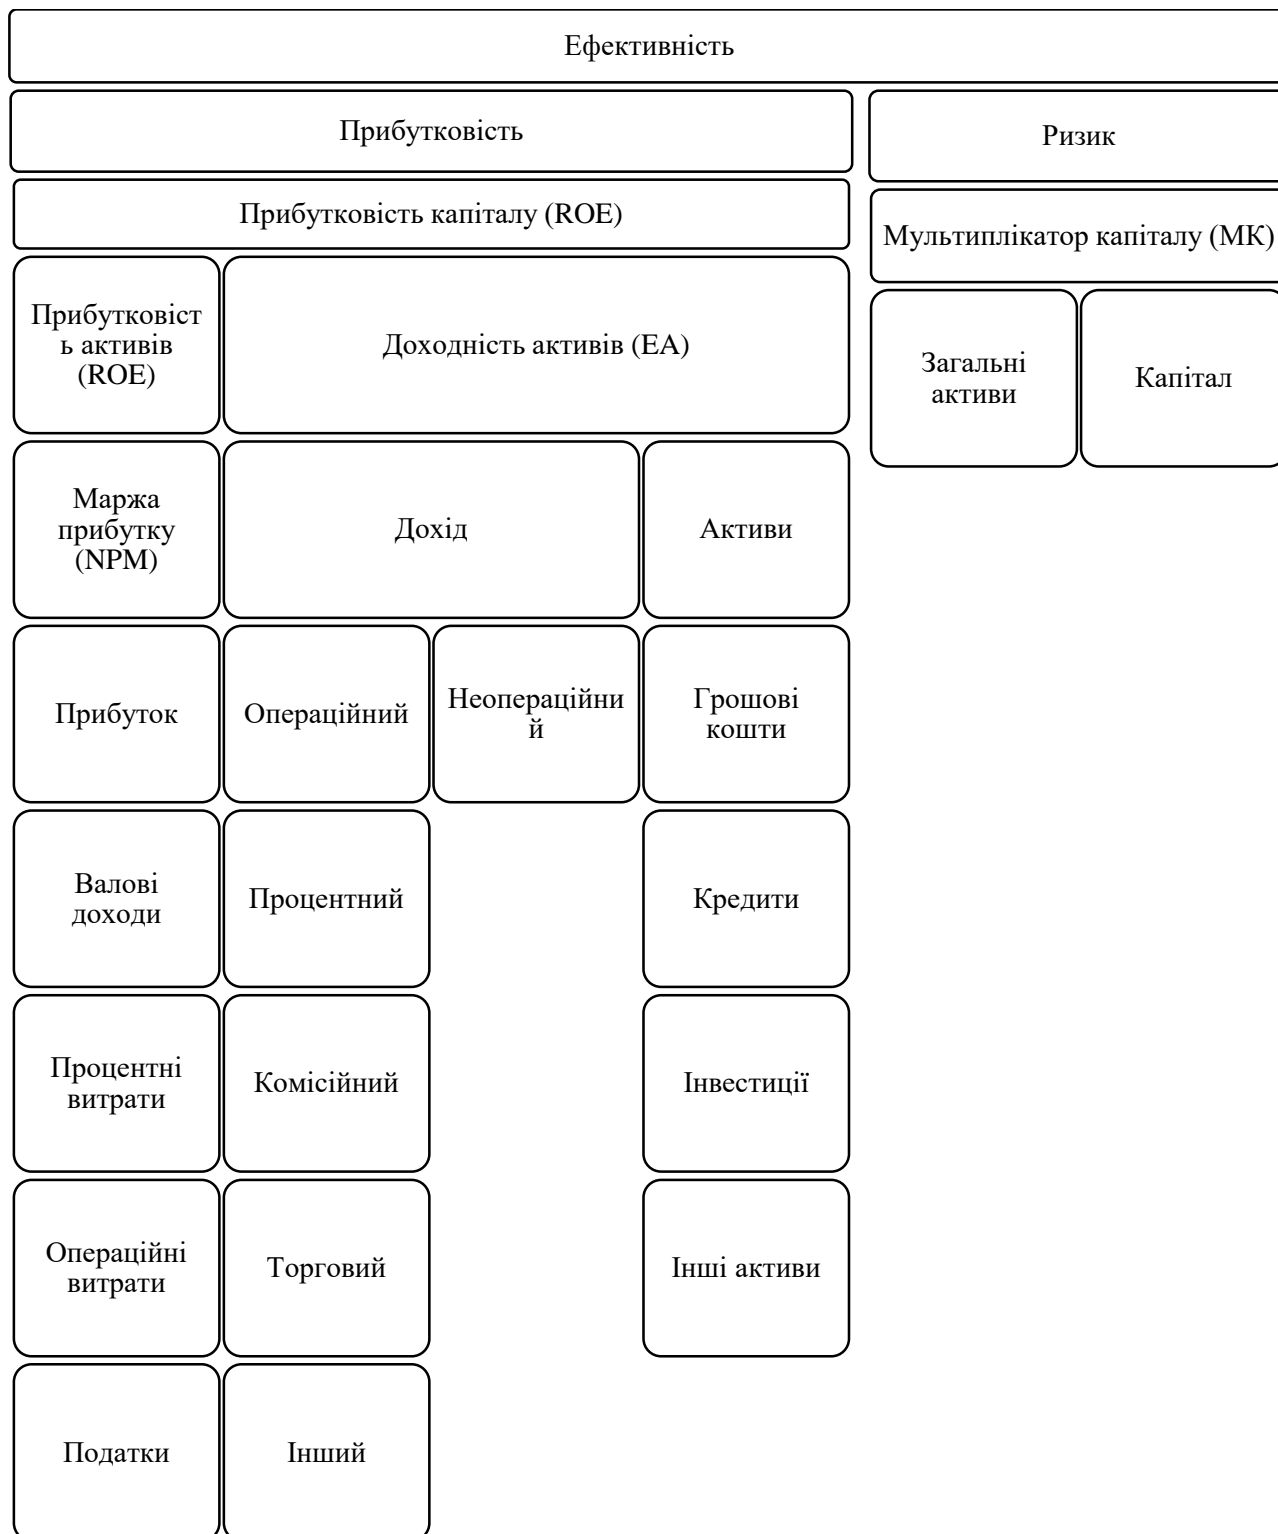 Ефективність
Прибутковість
Ризик
Прибутковість капіталу (ROE)
Мультиплікатор капіталу (МК)
Прибутковіст
ь активів
(ROE)
Доходність активів (EA)
Загальні
активи
Капітал
Маржа
прибутку
(NPM)
Дохід
Активи
Прибуток
Операційний
Неопераційни
й
Грошові
кошти
Валові
доходи
Процентний
Кредити
Процентні
витрати
Комісійний
Інвестиції
Операційні
витрати
Торговий
Інші активи
Податки
Інший